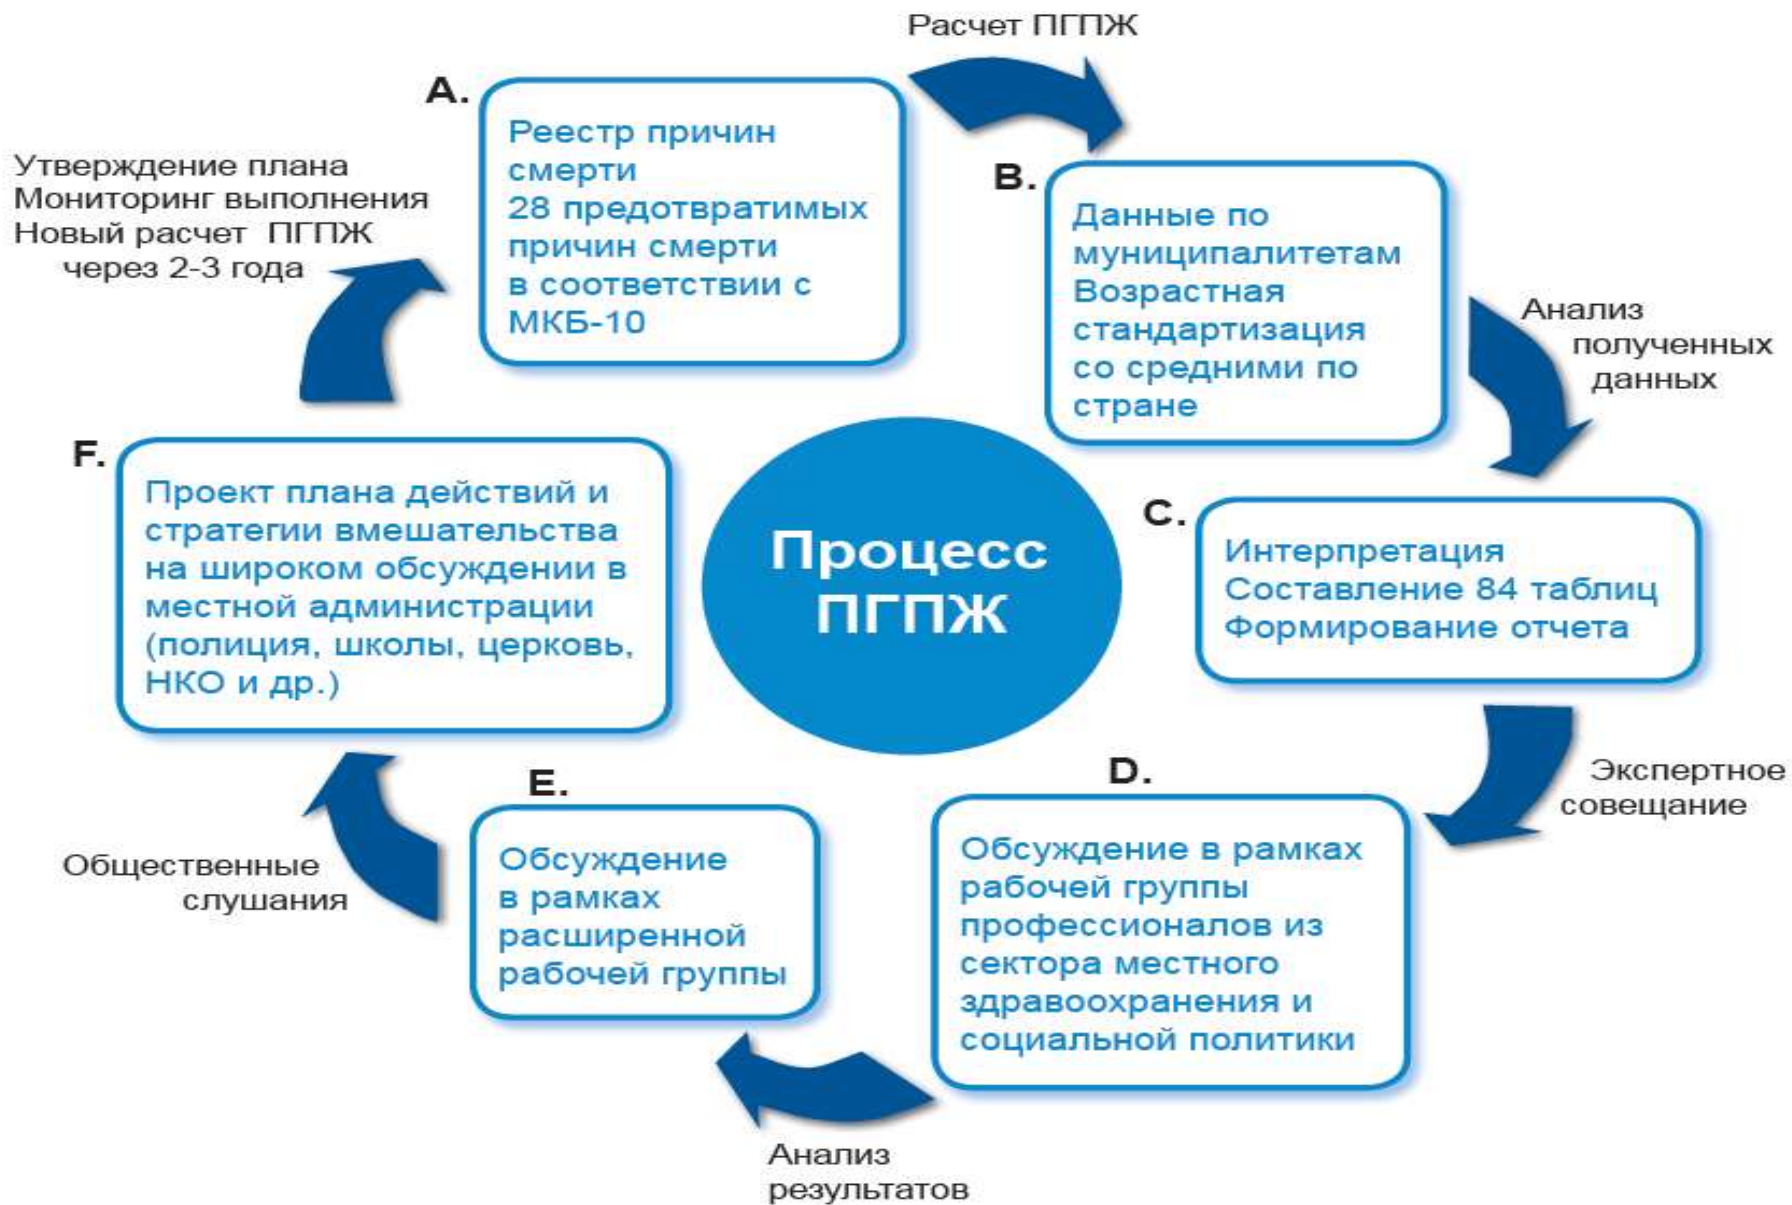 Расчет ПГПЖ
A.
Реестр причин
смерти
28 предотвратимых
причин смерти
в соответствии с
МКБ-10
B.
Данные по
муниципалитетам
Возрастная
стандартизация
со средними по
стране
Анализ
полученных
данных
C.
Интерпретация
Составление 84 таблиц
Формирование отчета
Экспертное
совещание
D.
Обсуждение в рамках
рабочей группы
профессионалов из
сектора местного
здравоохранения и
социальной политики
Анализ
результатов
E.
Обсуждение
в рамках
расширенной
рабочей группы
Общественные
слушания
F.
Проект плана действий и
стратегии вмешательства
на широком обсуждении в
местной администрации
(полиция, школы, церковь,
НКО и др.)
Утверждение плана
Мониторинг выполнения
Новый расчет ПГПЖ
через 2-3 года
Процесс
ПГПЖ